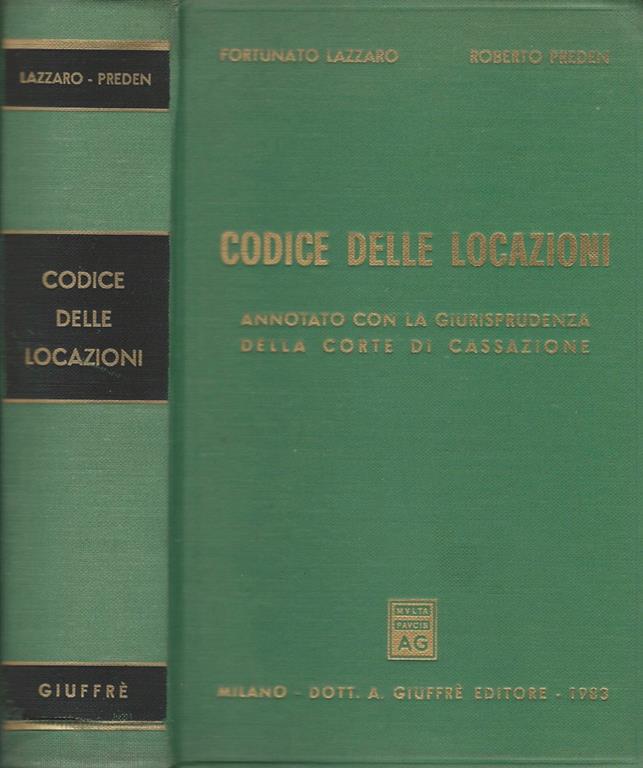 LAZZARO - PREDEN
CODICE
DELLE
LOCAZIONI
GIUFFRÈ
FORTUNATO LAZZARO ROBERTO PREDEN
CODICE DELLE LOCAZIONI
ANNOTATO CON LA GIURISPRUDENZA
DELLA CORTE DI CASSAZIONE
MVLTA
PAVCIS
AG
MILANO - DOTT. A. GIUFFRÈ EDITORE - 1983